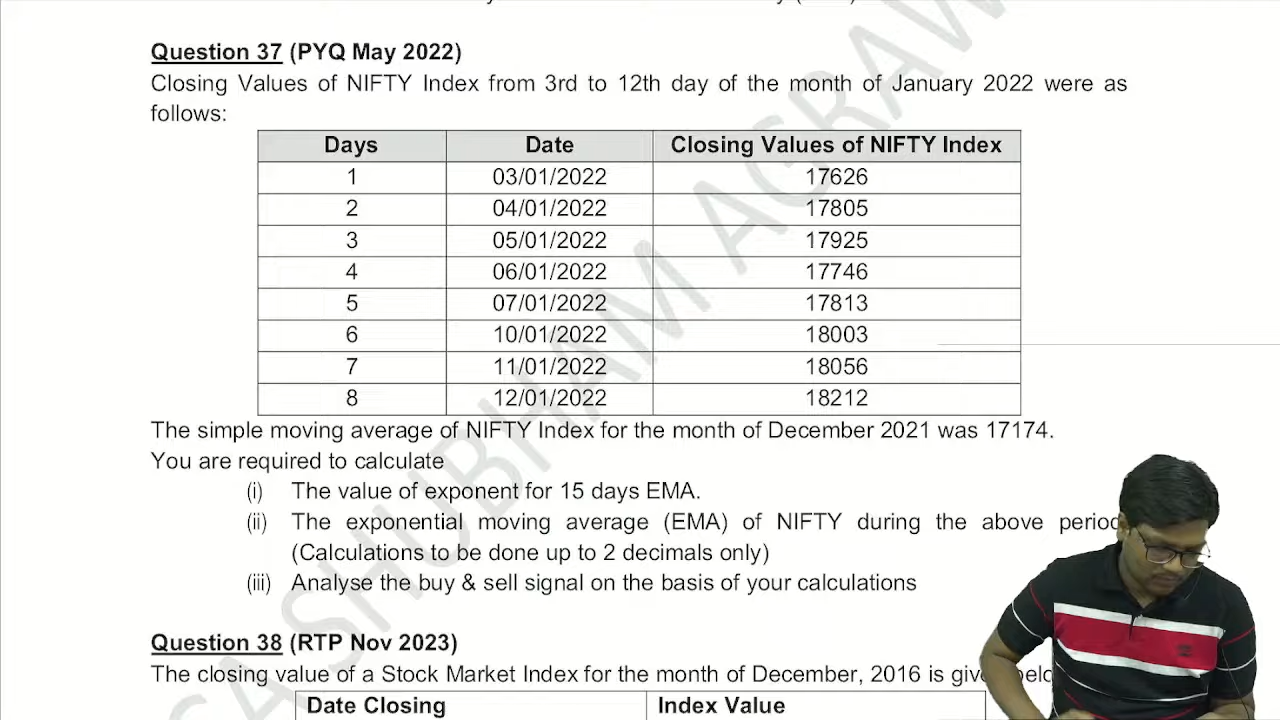 Question 37 (PYQ May 2022)
Closing Values of NIFTY Index from 3rd to 12th day of the month of January 2022 were as
follows:
Days Date Closing Values of NIFTY Index
1 03/01/2022 17626
2 04/01/2022 17805
3 05/01/2022 17925
4 06/01/2022 17746
5 07/01/2022 17813
6 10/01/2022 18003
7 11/01/2022 18056
8 12/01/2022 18212
The simple moving average of NIFTY Index for the month of December 2021 was 17174.
You are required to calculate
(i) The value of exponent for 15 days EMA.
(ii) The exponential moving average (EMA) of NIFTY during the above perio
(Calculations to be done up to 2 decimals only)
(iii) Analyse the buy & sell signal on the basis of your calculations
Question 38 (RTP Nov 2023)
The closing value of a Stock Market Index for the month of December, 2016 is giv
Date Closing Index Value
SHUBHAM AGRAW